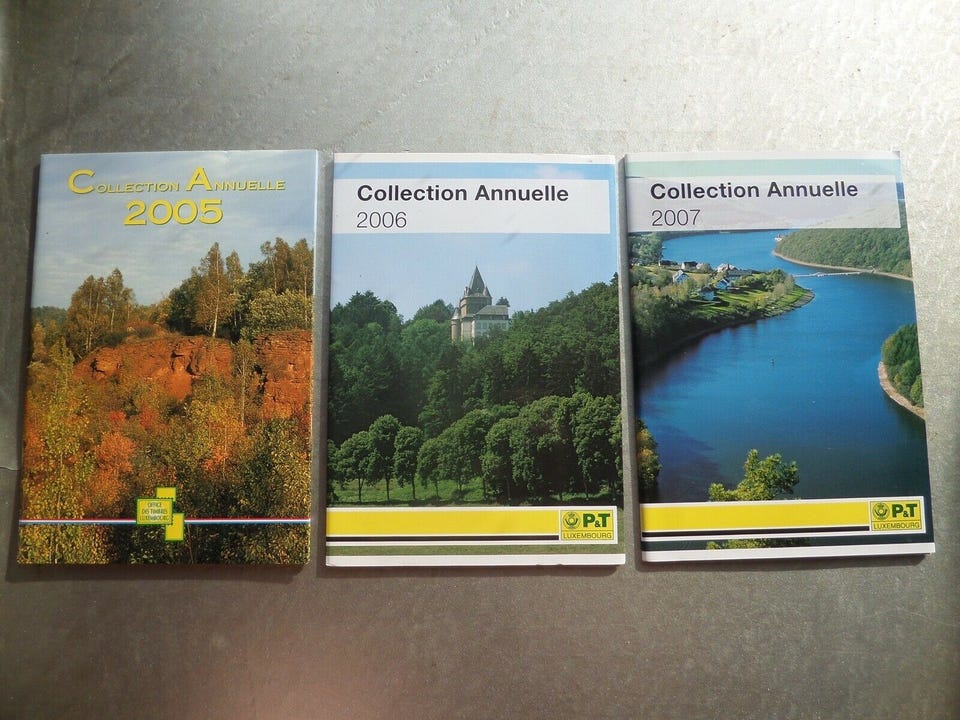 Collection Annuelle
2005
OFFICE
DES TIMBRES
LUXEMBOURG
Collection Annuelle
2006
P&T
LUXEMBOURG
Collection Annuelle
2007
P&T
LUXEMBOURG